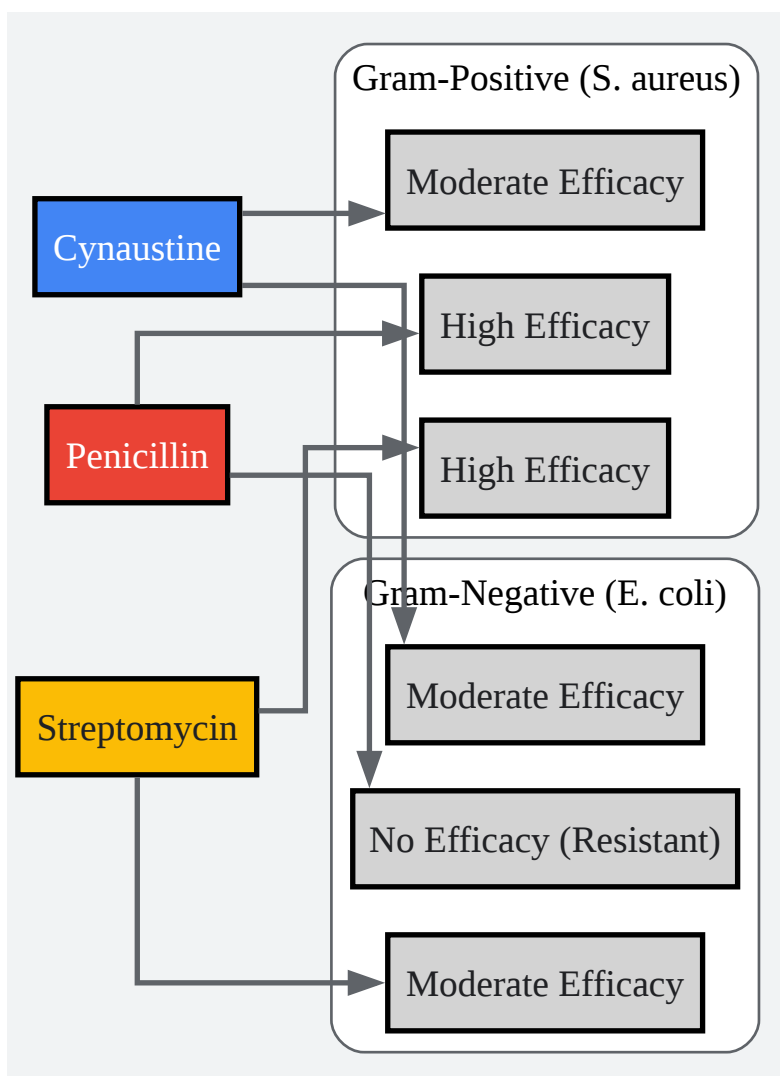 Gram-Positive (S. aureus)
Moderate Efficacy
Cynaustine
High Efficacy
Penicillin
High Efficacy
Gram-Negative (E. coli)
Moderate Efficacy
Streptomycin
No Efficacy (Resistant)
Moderate Efficacy